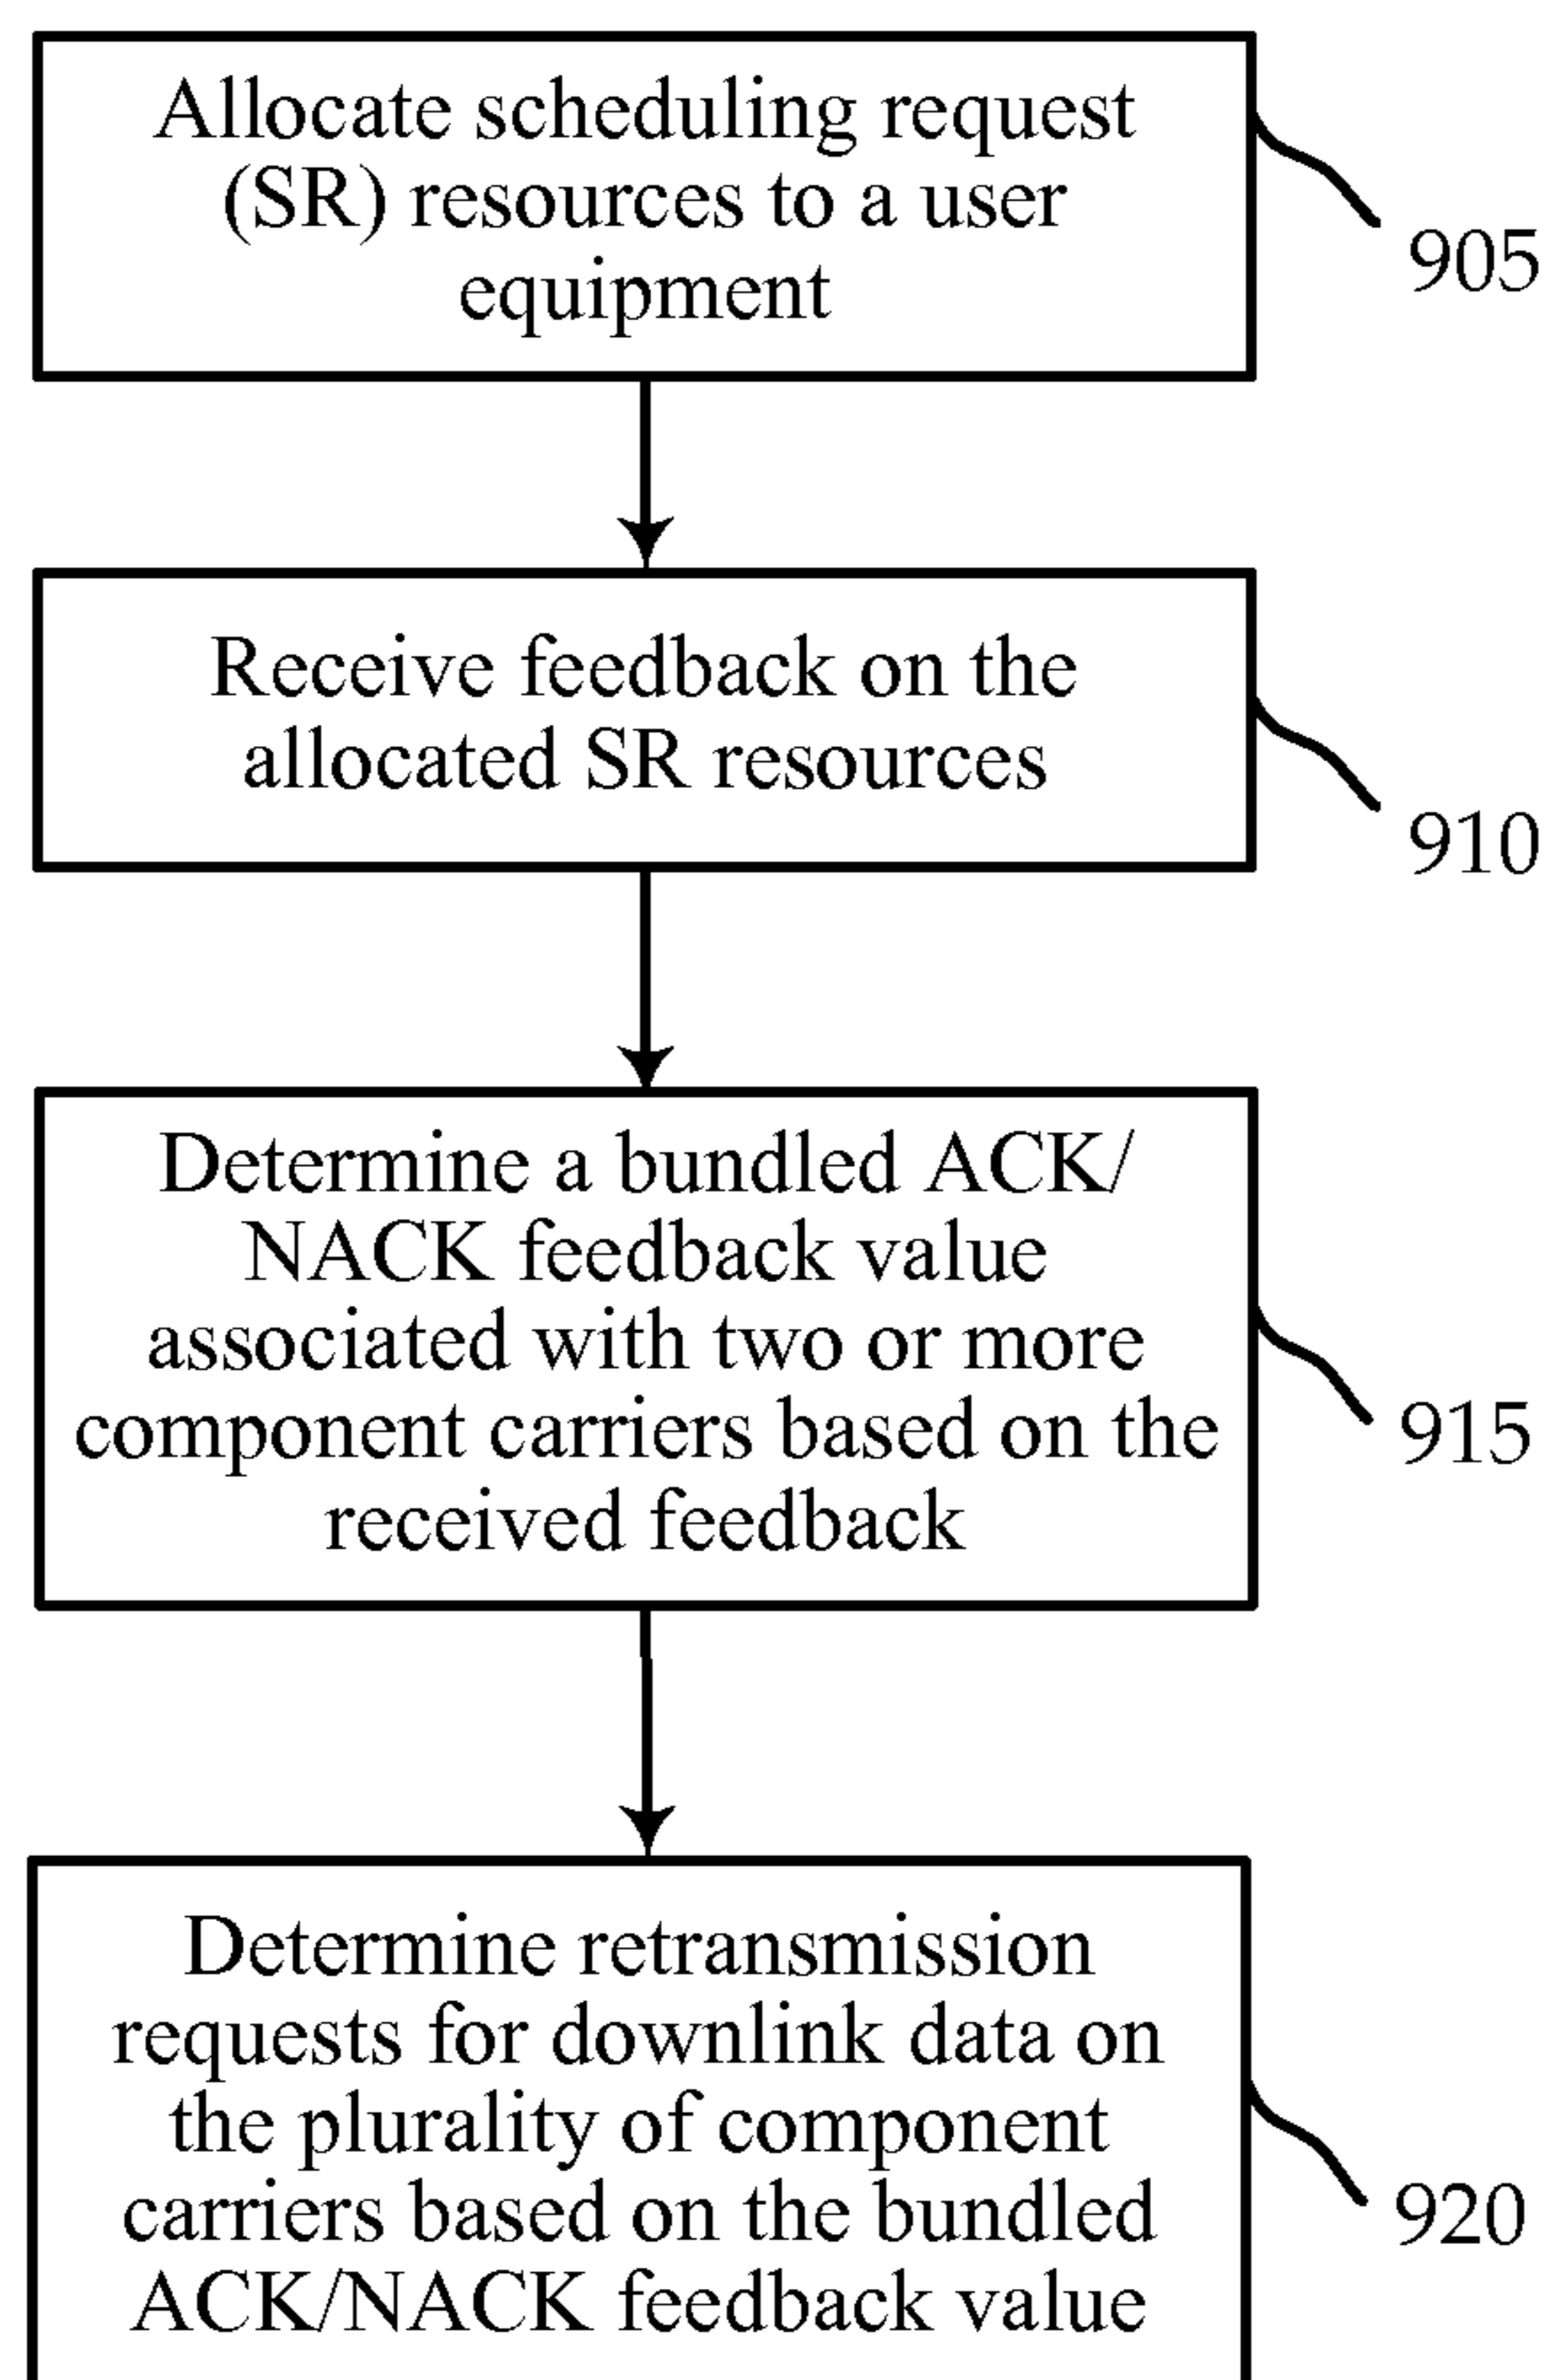 Allocate scheduling request
(SR) resources to a user
equipment
905
Receive feedback on the
allocated SR resources
910
Determine a bundled ACK/
NACK feedback value
associated with two or more
component carriers based on the
received feedback
915
Determine retransmission
requests for downlink data on
the plurality of component
carriers based on the bundled
ACK/NACK feedback value
920